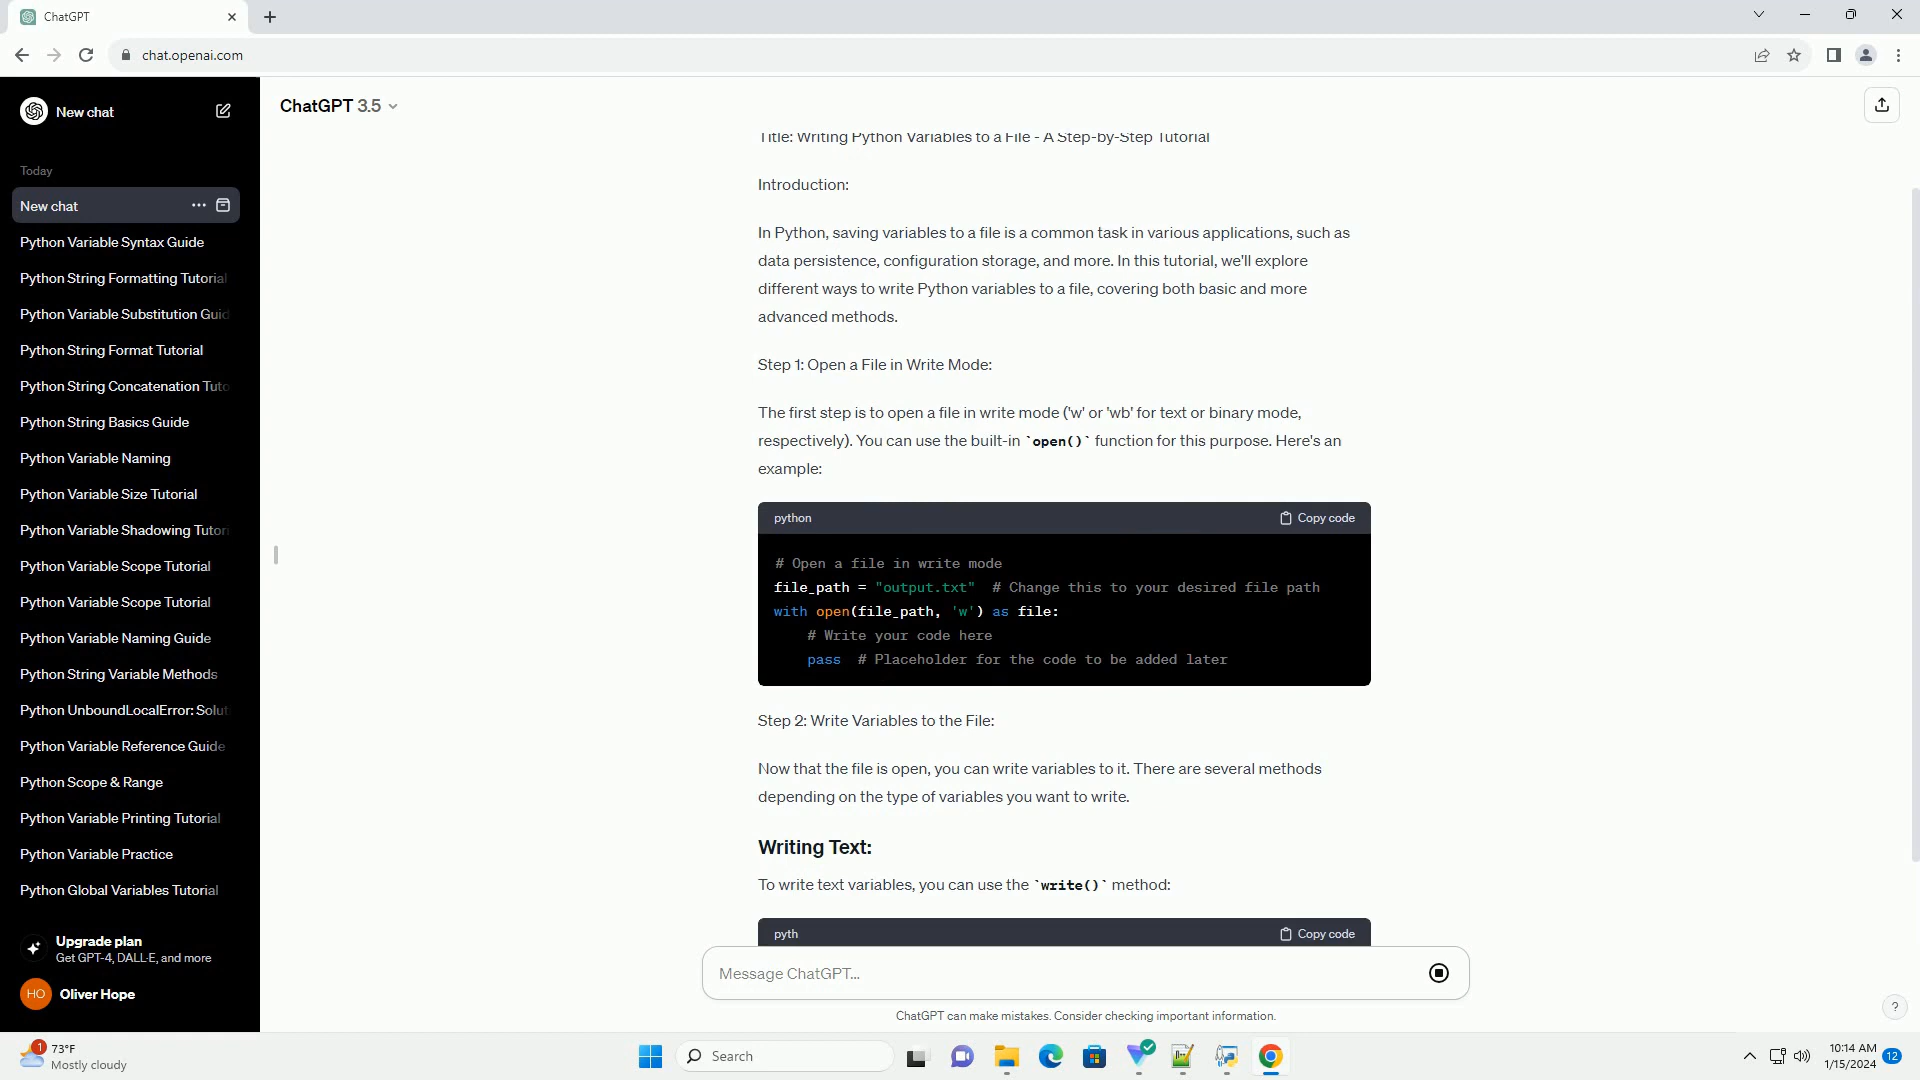 ChatGPT
chat.openai.com
New chat
ChatGPT 3.5
Today
New chat
Python Variable Syntax Guide
Python String Formatting Tutorial
Python Variable Substitution Guid
Python String Format Tutorial
Python String Concatenation Tuto
Python String Basics Guide
Python Variable Naming
Python Variable Size Tutorial
Python Variable Shadowing Tutori
Python Variable Scope Tutorial
Python Variable Scope Tutorial
Python Variable Naming Guide
Python String Variable Methods
Python UnboundLocalError: Solut
Python Variable Reference Guide
Python Scope & Range
Python Variable Printing Tutorial
Python Variable Practice
Python Global Variables Tutorial
Upgrade plan
Get GPT-4, DALL·E, and more
HO Oliver Hope
Title: Writing Python Variables to a File - A Step-by-Step Tutorial
Introduction:
In Python, saving variables to a file is a common task in various applications, such as
data persistence, configuration storage, and more. In this tutorial, we'll explore
different ways to write Python variables to a file, covering both basic and more
advanced methods.
Step 1: Open a File in Write Mode:
The first step is to open a file in write mode ('w' or 'wb' for text or binary mode,
respectively). You can use the built-in `open()` function for this purpose. Here's an
example:
python Copy code
# Open a file in write mode
file_path = "output.txt"  # Change this to your desired file path
with open(file_path, 'w') as file:
    # Write your code here
    pass  # Placeholder for the code to be added later
Step 2: Write Variables to the File:
Now that the file is open, you can write variables to it. There are several methods
depending on the type of variables you want to write.
Writing Text:
To write text variables, you can use the `write()` method:
pyth Copy code
Message ChatGPT...
ChatGPT can make mistakes. Consider checking important information.
?
1
73°F
Mostly cloudy
Search
10:14 AM
1/15/2024
12